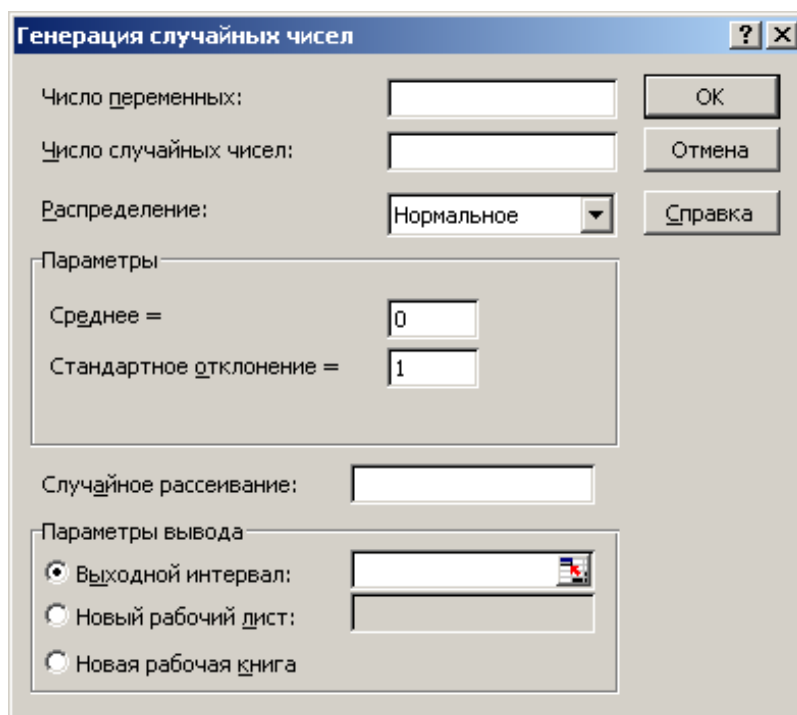 Генерация случайных чисел
Число переменных:
ОК
Число случайных чисел:
Отмена
Распределение:
Нормальное
Справка
Параметры
Среднее =
0
Стандартное отклонение =
1
Случайное рассеивание:
Параметры вывода
Выходной интервал:
Новый рабочий лист:
Новая рабочая книга